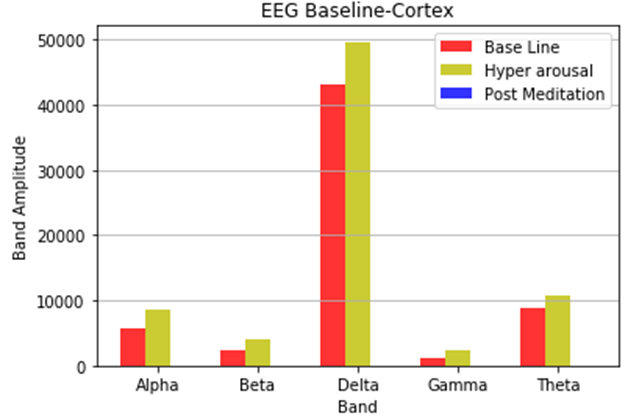 EEG Baseline-Cortex
Base Line
Hyper arousal
Post Meditation
50000
40000
30000
20000
10000
0
Band Amplitude
Alpha Beta Delta Gamma Theta
Band